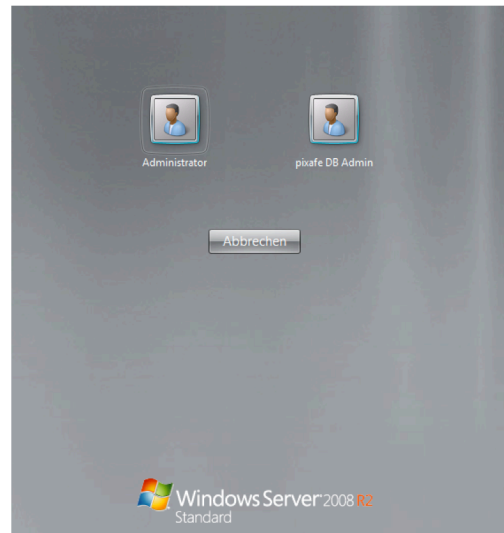 Administrator
pixafe DB Admin
Abbrechen
Windows Server 2008 R2
Standard